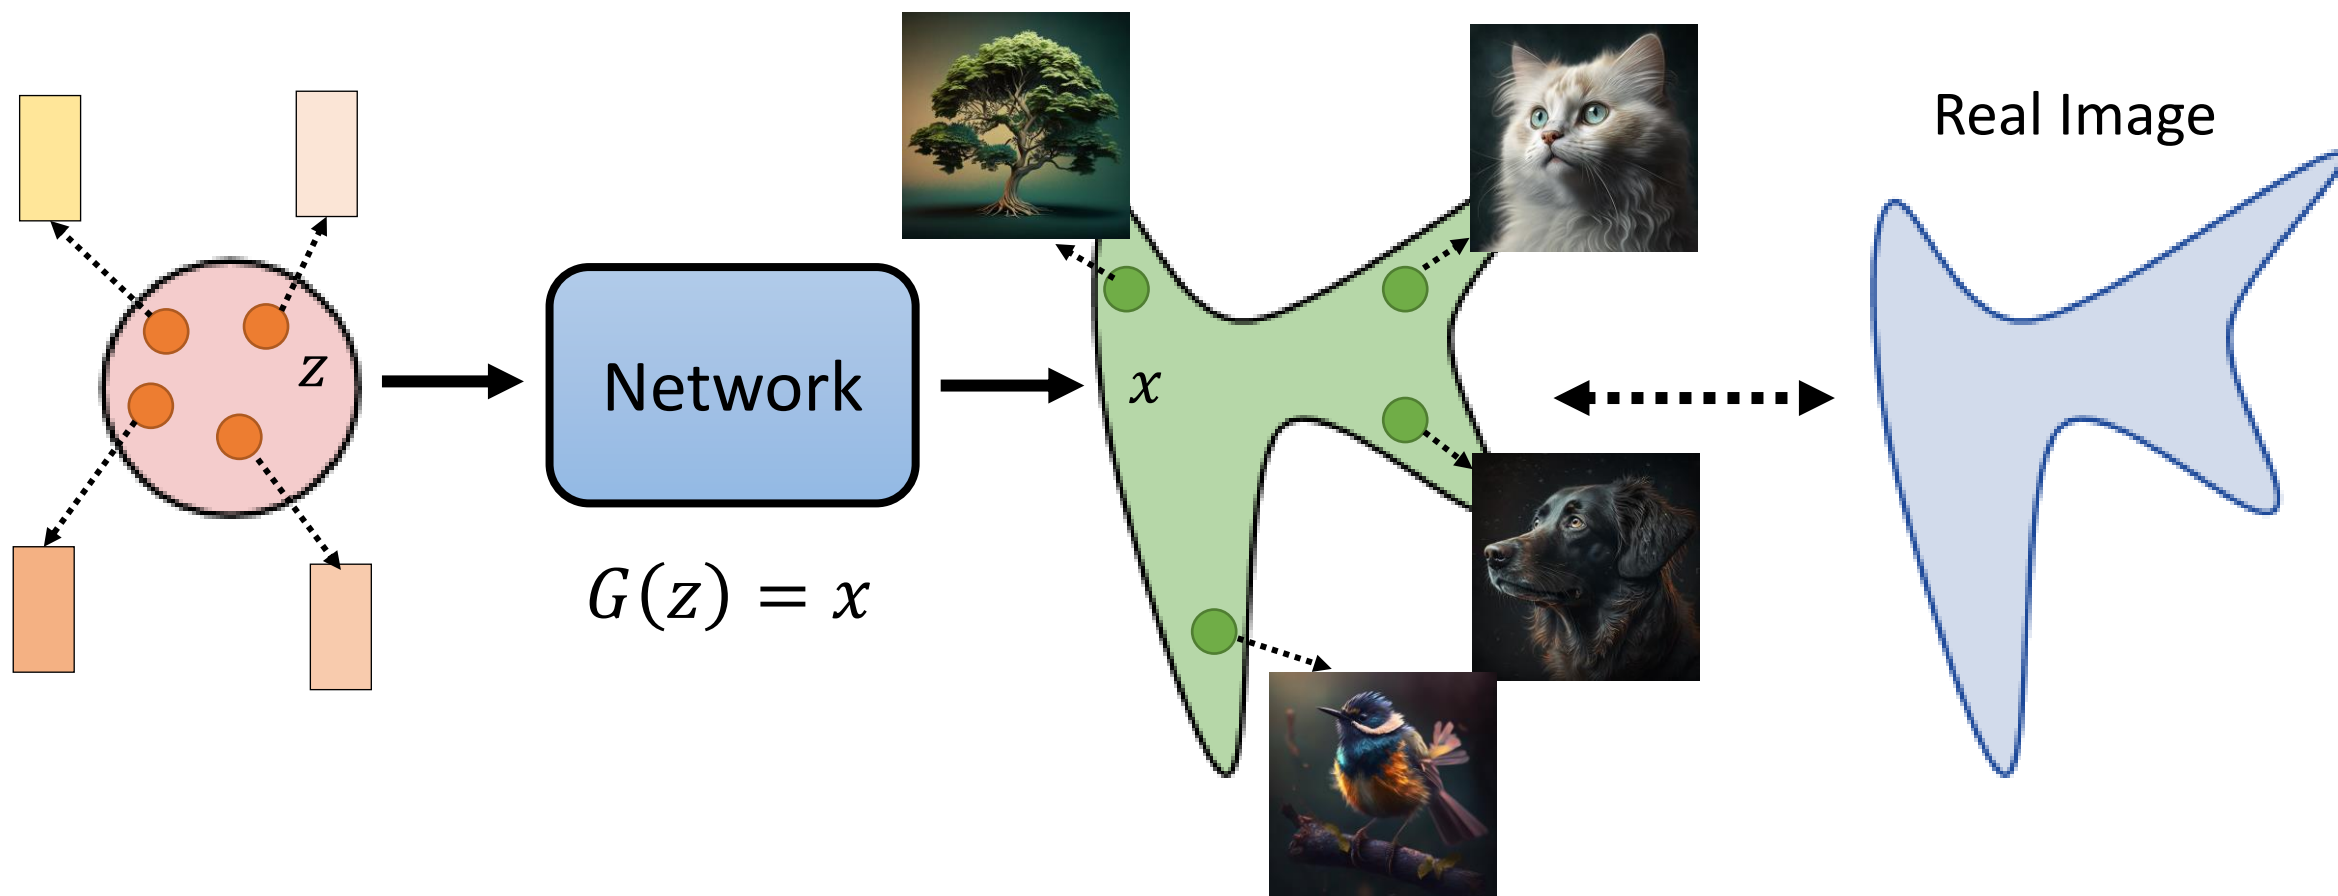 Real Image
z
Network
x
G(z) = x